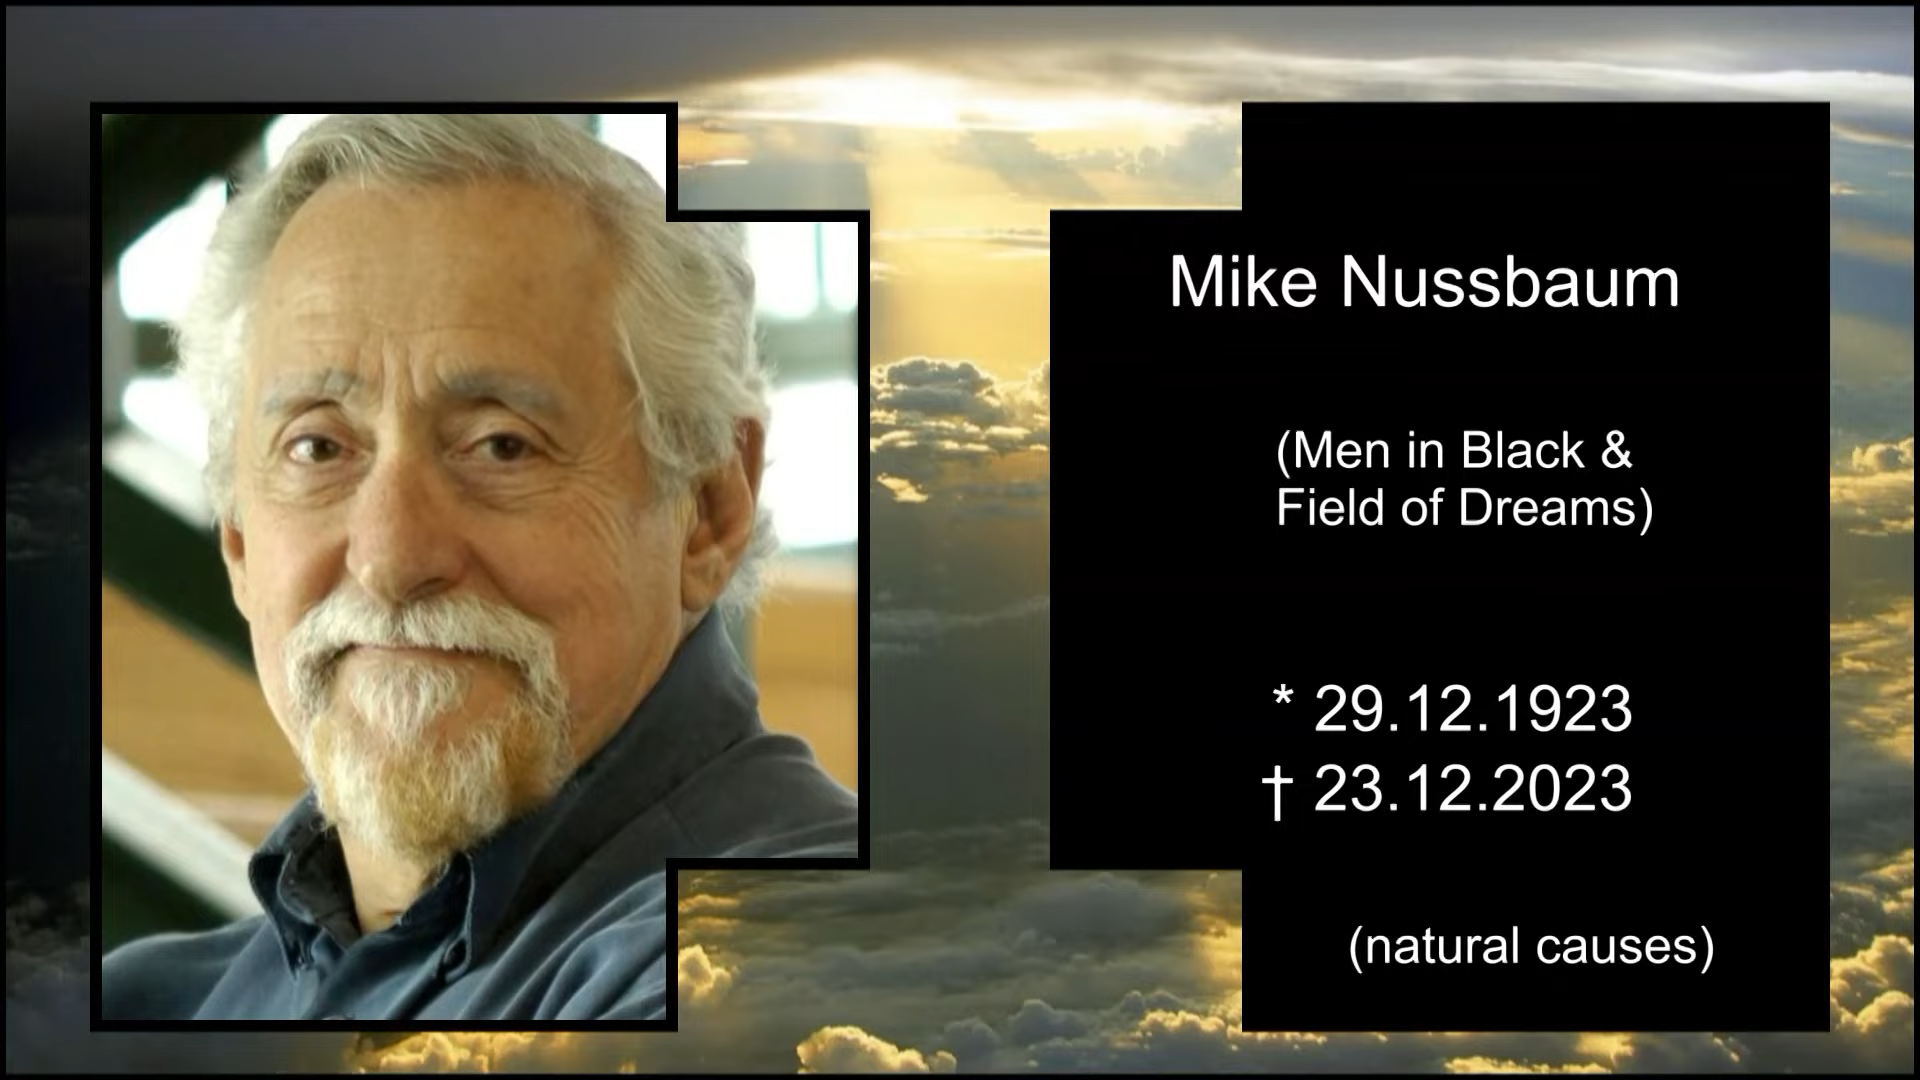 Mike Nussbaum
(Men in Black &
Field of Dreams)
* 29.12.1923
† 23.12.2023
(natural causes)